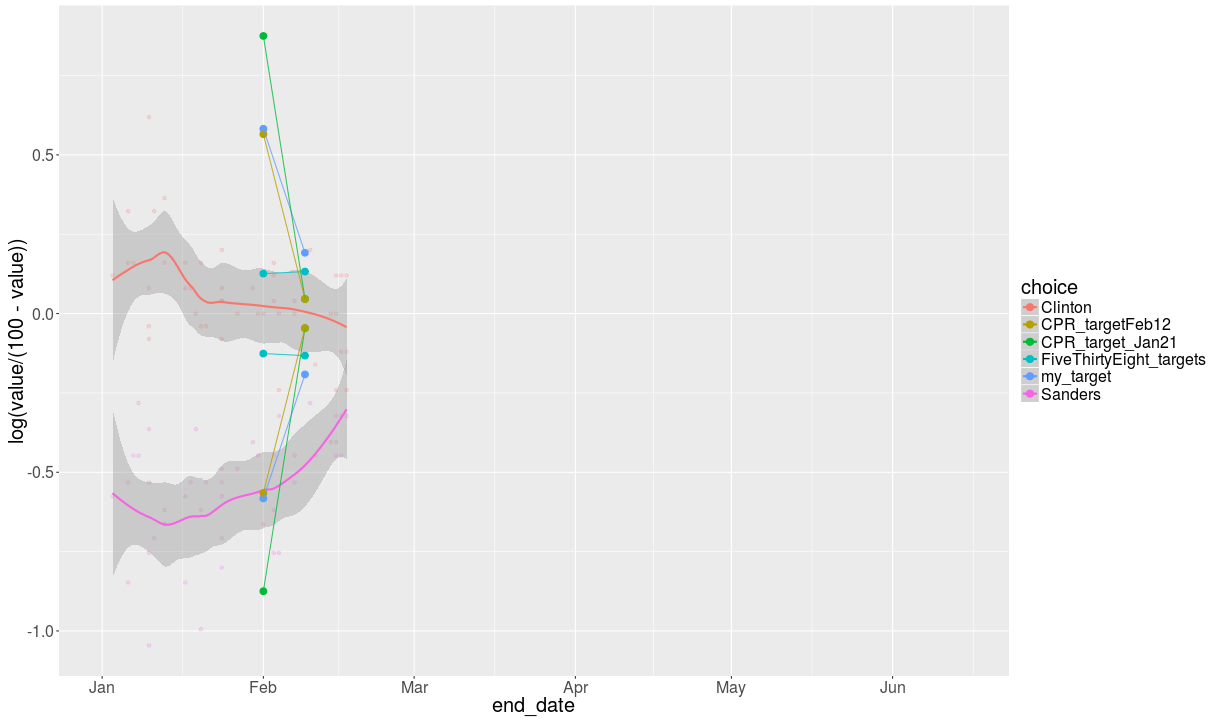 log(value/(100 - value))
0.5
0.0
-0.5
-1.0
Jan Feb Mar Apr May Jun
end_date
choice
Clinton
CPR_targetFeb12
CPR_target_Jan21
FiveThirtyEight_targets
my_target
Sanders